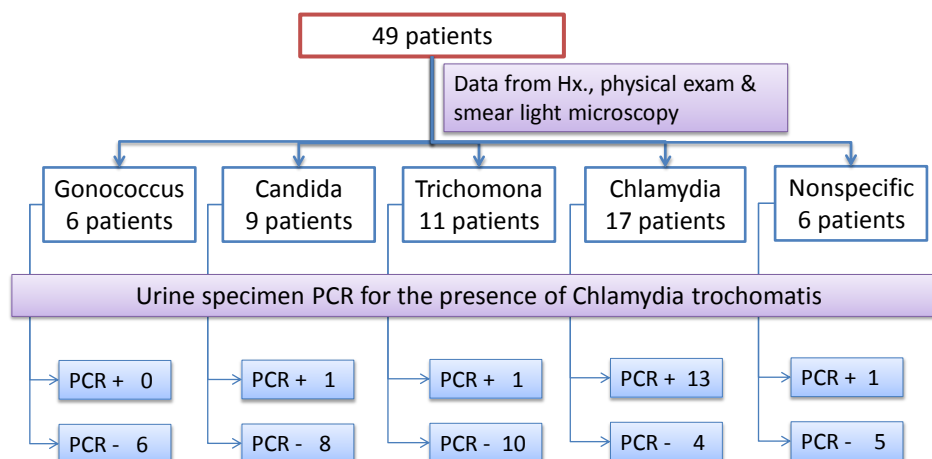 49 patients
Data from Hx., physical exam &
smear light microscopy
Gonococcus
6 patients
Candida
9 patients
Trichomona
11 patients
Chlamydia
17 patients
Nonspecific
6 patients
Urine specimen PCR for the presence of Chlamydia trochomatis
PCR + 0
PCR + 1
PCR + 1
PCR + 13
PCR + 1
PCR - 6
PCR - 8
PCR - 10
PCR - 4
PCR - 5